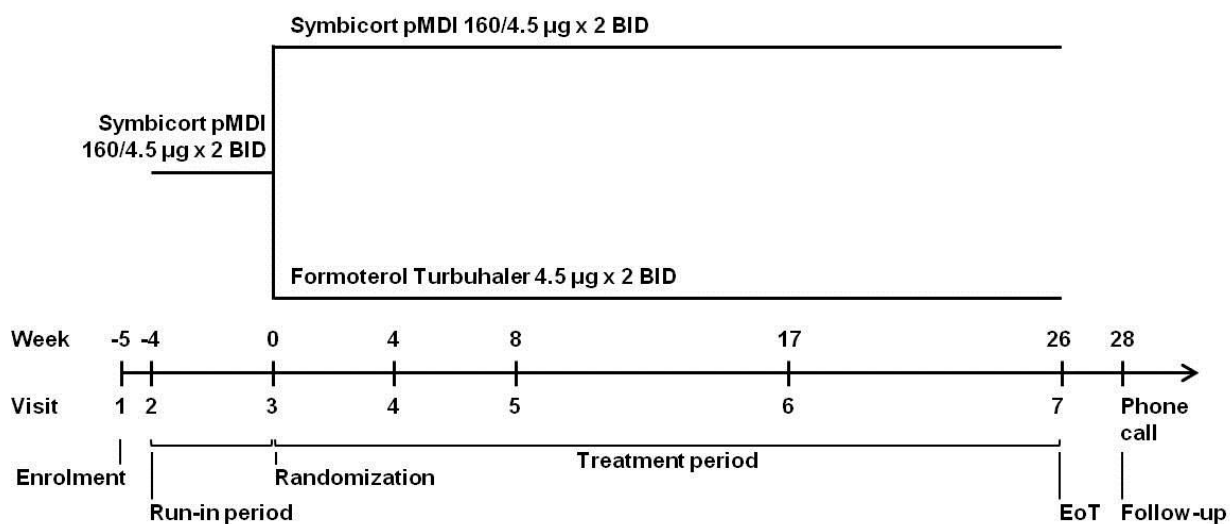 Symbicort pMDI 160/4.5 µg x 2 BID
Symbicort pMDI
160/4.5 µg x 2 BID
Formoterol Turbuhaler 4.5 µg x 2 BID
Week -5 -4 0 4 8 17 26 28
Visit 1 2 3 4 5 6 7 Phone
call
Treatment period
Enrolment Randomization
Run-in period EoT Follow-up